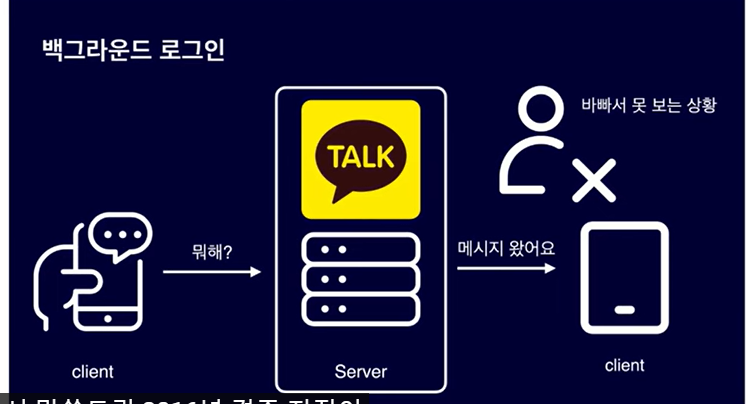 백그라운드 로그인
바빠서 못 보는 상황
TALK
뭐해?
메시지 왔어요
client
Server
client